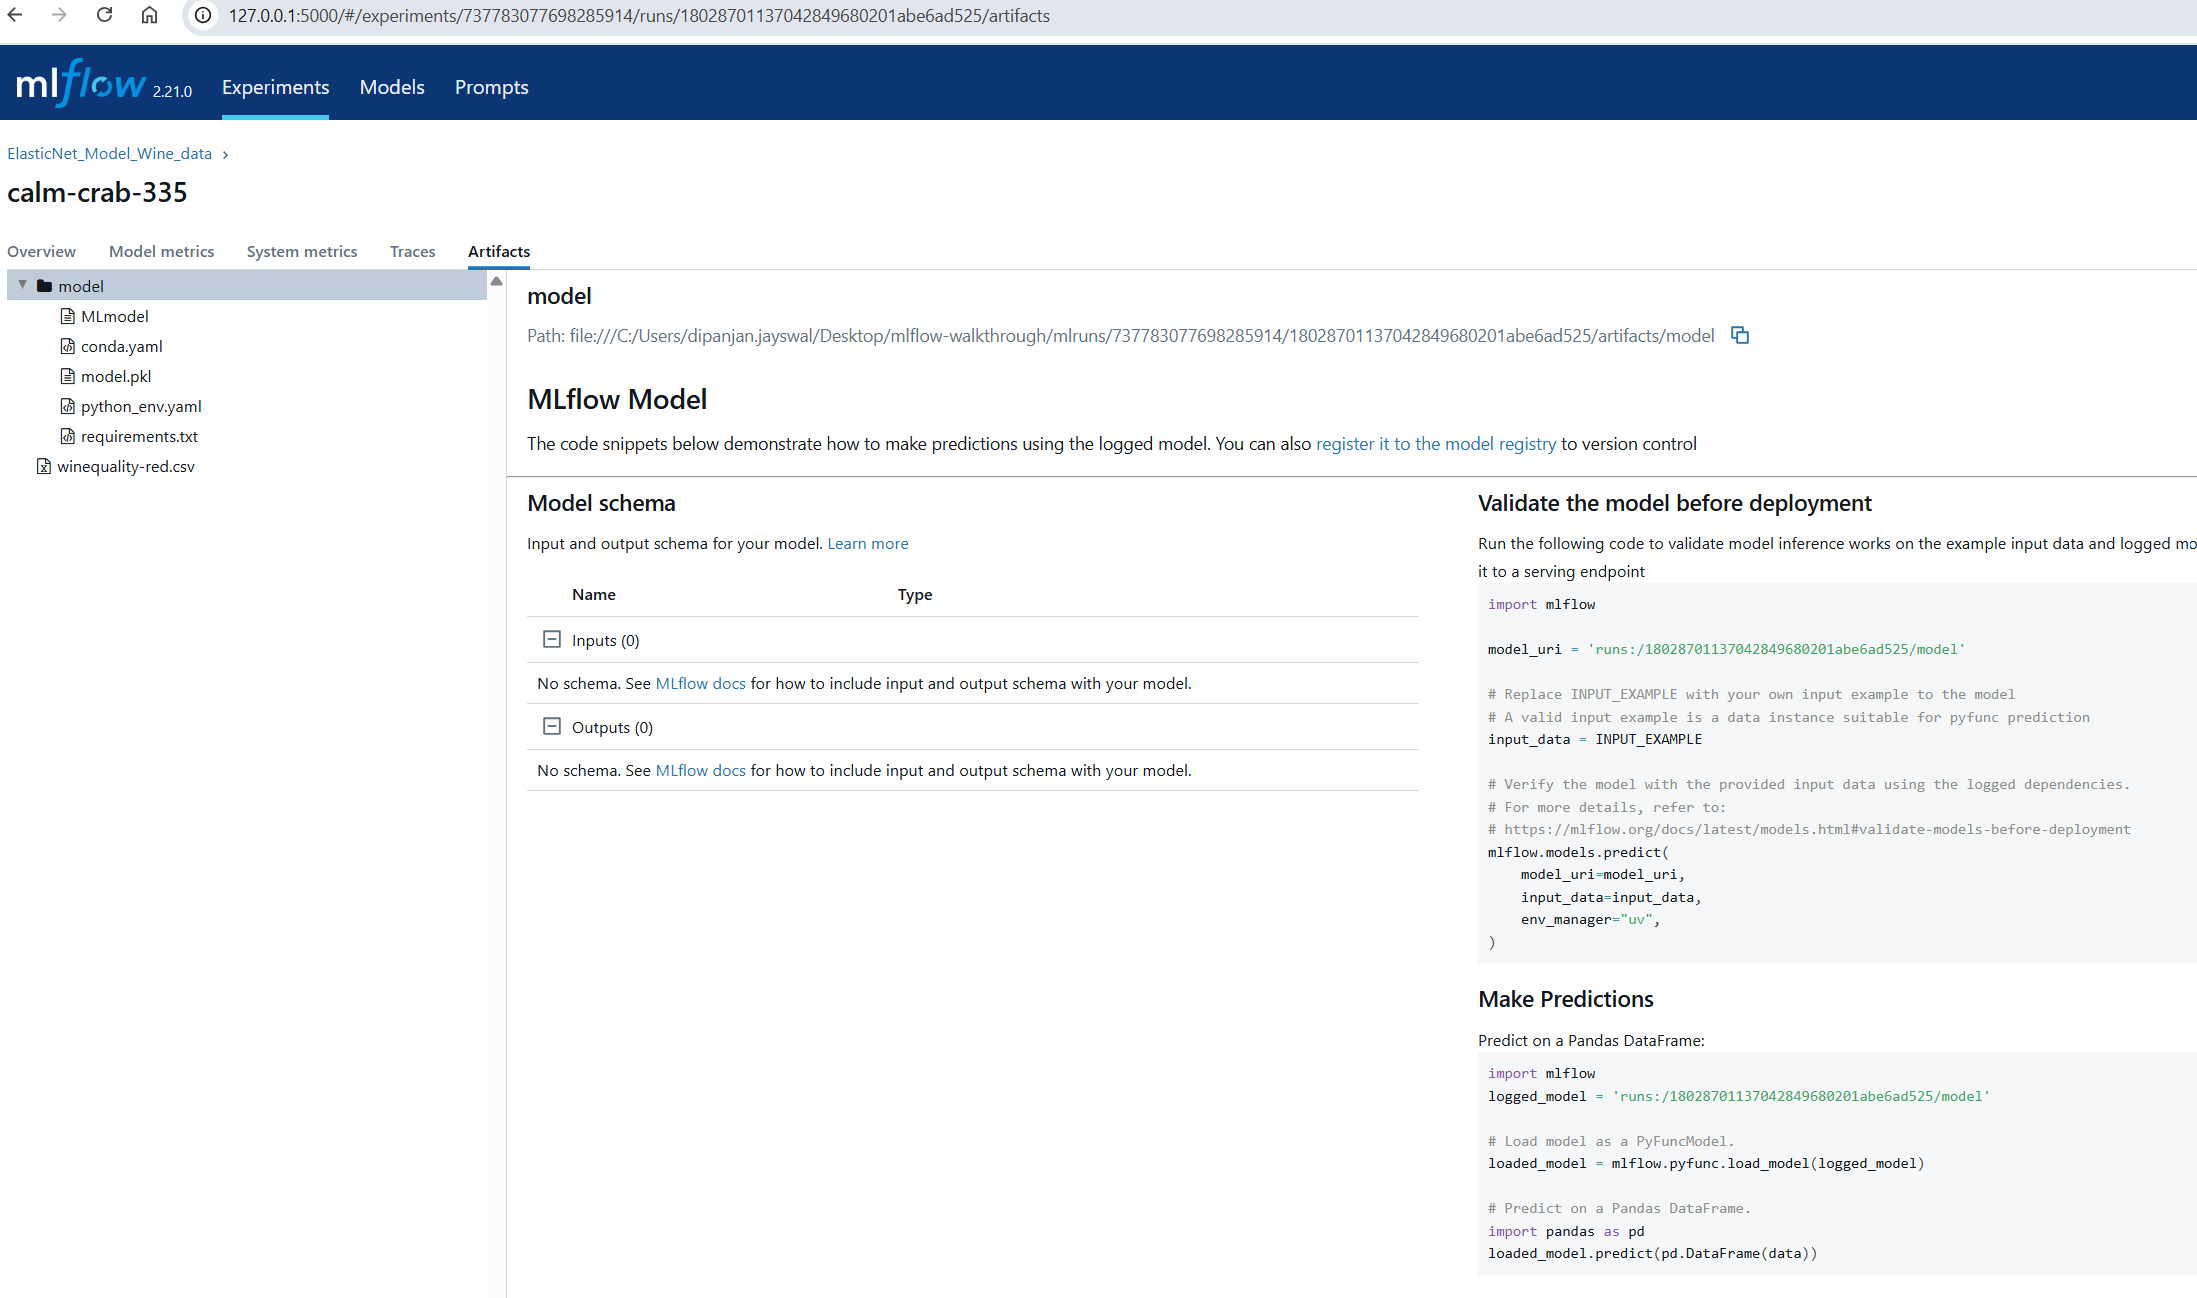 127.0.0.1:5000/#/experiments/737783077698285914/runs/18028701137042849680201abe6ad525/artifacts
mlflow 2.21.0 Experiments Models Prompts
ElasticNet_Model_Wine_data ›
calm-crab-335
Overview Model metrics System metrics Traces Artifacts
model
MLmodel
conda.yaml
model.pkl
python_env.yaml
requirements.txt
winequality-red.csv
model
Path: file:///C:/Users/dipanjan.jayswal/Desktop/mlflow-walkthrough/mlruns/737783077698285914/18028701137042849680201abe6ad525/artifacts/model
MLflow Model
The code snippets below demonstrate how to make predictions using the logged model. You can also register it to the model registry to version control
Model schema
Input and output schema for your model. Learn more
Name Type
Inputs (0)
No schema. See MLflow docs for how to include input and output schema with your model.
Outputs (0)
No schema. See MLflow docs for how to include input and output schema with your model.
Validate the model before deployment
Run the following code to validate model inference works on the example input data and logged mo
it to a serving endpoint
import mlflow
model_uri = 'runs:/18028701137042849680201abe6ad525/model'
# Replace INPUT_EXAMPLE with your own input example to the model
# A valid input example is a data instance suitable for pyfunc prediction
input_data = INPUT_EXAMPLE
# Verify the model with the provided input data using the logged dependencies.
# For more details, refer to:
# https://mlflow.org/docs/latest/models.html#validate-models-before-deployment
mlflow.models.predict(
model_uri=model_uri,
input_data=input_data,
env_manager="uv",
)
Make Predictions
Predict on a Pandas DataFrame:
import mlflow
logged_model = 'runs:/18028701137042849680201abe6ad525/model'
# Load model as a PyFuncModel.
loaded_model = mlflow.pyfunc.load_model(logged_model)
# Predict on a Pandas DataFrame.
import pandas as pd
loaded_model.predict(pd.DataFrame(data))